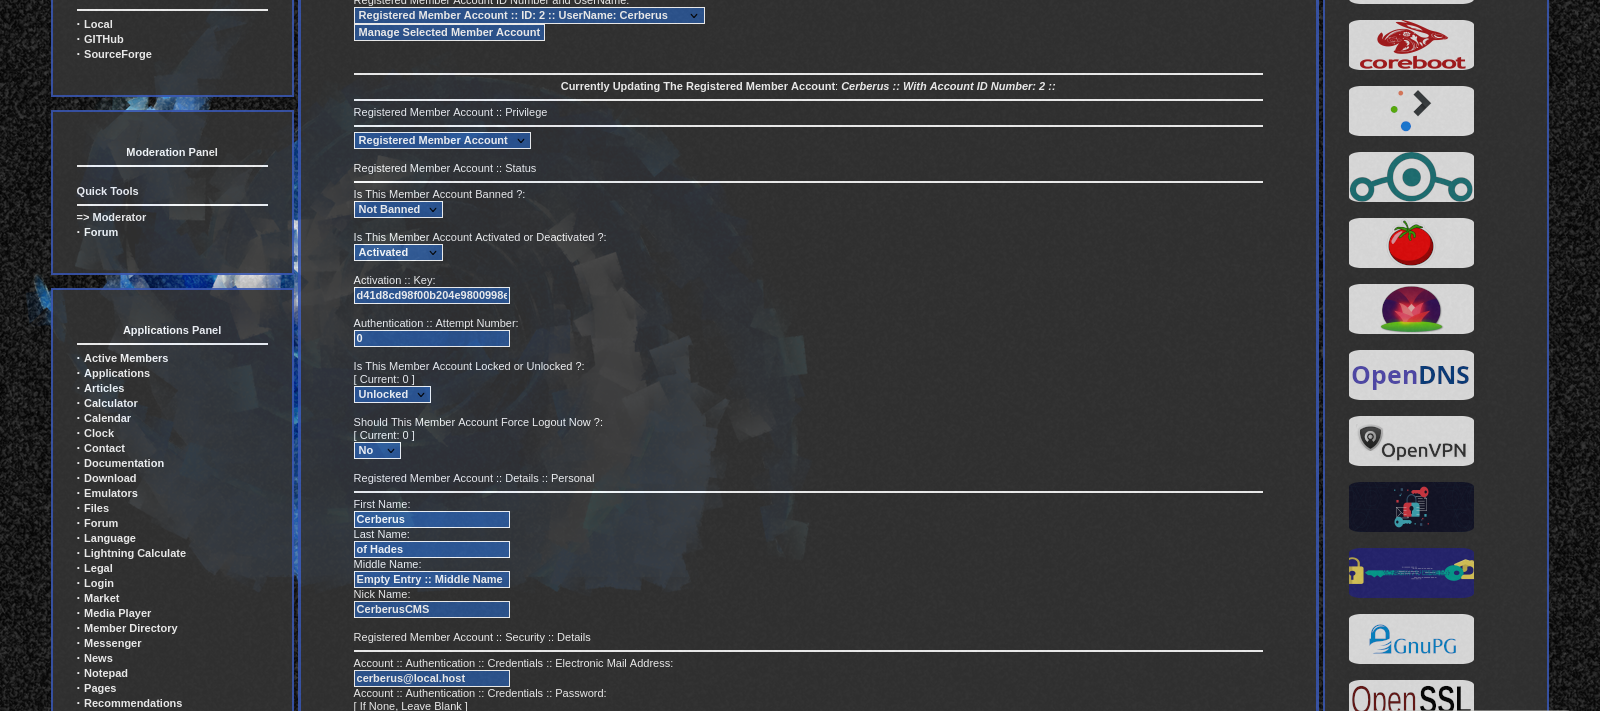 · Local
· GITHub
· SourceForge
Moderation Panel
Quick Tools
=> Moderator
· Forum
Applications Panel
· Active Members
· Applications
· Articles
· Calculator
· Calendar
· Clock
· Contact
· Documentation
· Download
· Emulators
· Files
· Forum
· Language
· Lightning Calculate
· Legal
· Login
· Market
· Media Player
· Member Directory
· Messenger
· News
· Notepad
· Pages
· Recommendations
Registered Member Account ID Number and UserName:
Registered Member Account :: ID: 2 :: UserName: Cerberus
Manage Selected Member Account
Currently Updating The Registered Member Account: Cerberus :: With Account ID Number: 2 ::
Registered Member Account :: Privilege
Registered Member Account
Registered Member Account :: Status
Is This Member Account Banned ?:
Not Banned
Is This Member Account Activated or Deactivated ?:
Activated
Activation :: Key:
d41d8cd98f00b204e9800998e
Authentication :: Attempt Number:
0
Is This Member Account Locked or Unlocked ?:
[ Current: 0 ]
Unlocked
Should This Member Account Force Logout Now ?:
[ Current: 0 ]
No
Registered Member Account :: Details :: Personal
First Name:
Cerberus
Last Name:
of Hades
Middle Name:
Empty Entry :: Middle Name
Nick Name:
CerberusCMS
Registered Member Account :: Security :: Details
Account :: Authentication :: Credentials :: Electronic Mail Address:
cerberus@local.host
Account :: Authentication :: Credentials :: Password:
[ If None, Leave Blank ]
coreboot
OpenDNS
OpenVPN
GnuPG
OpenSSL